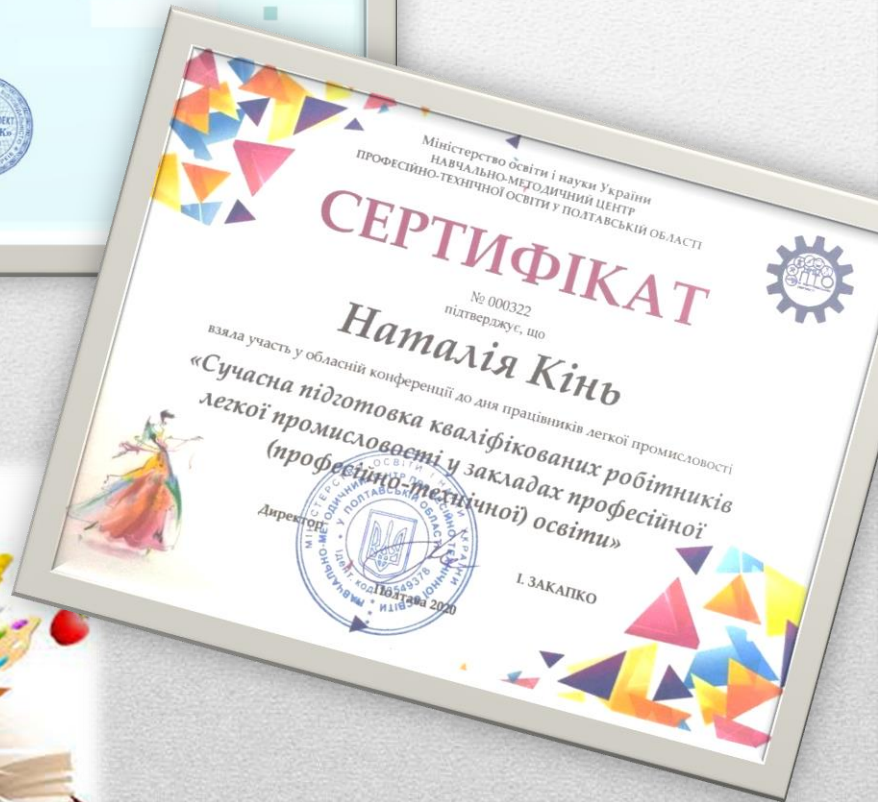 ЕКТ
К»
Міністерство освіти і науки України
НАВЧАЛЬНО-МЕТОДИЧНИЙ ЦЕНТР
ПРОФЕСІЙНО-ТЕХНІЧНОЇ ОСВІТИ У ПОЛТАВСЬКІЙ ОБЛАСТІ
СЕРТИФІКАТ
№ 000322
підтверджує, що
Наталія Кінь
взяла участь у обласній конференції до дня працівників легкої промисловості
«Сучасна підготовка кваліфікованих робітників
легкої промисловості у закладах професійної
(професійно-технічної) освіти»
Директор
І. ЗАКАПКО
Полтава 2020
ПТО